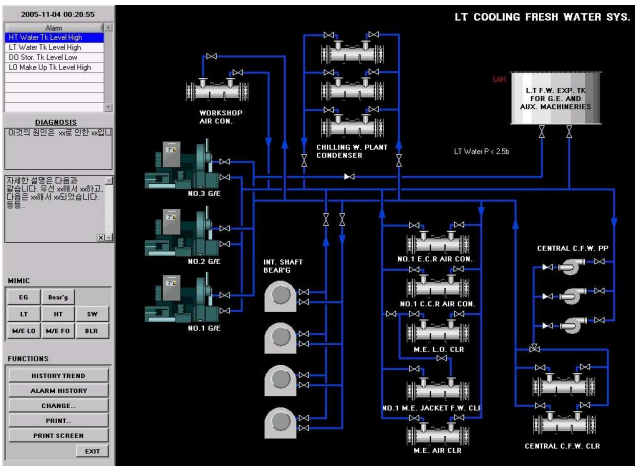 2005-11-04 00:28:55
Alarm
HT Water Tk Level High
LT Water Tk Level High
DO Stor. Tk Level Low
LO Make Up Tk Level High
DIAGNOSIS
이것의 원인은 xx로 인한 xx입니
자세한 설명은 다음과
같습니다. 우선 xx해서 xx하고,
다음은 xx해서 xx되었습니다.
등등..
MIMIC
EG Bear'g
LT HT SW
M/E LO M/E FO BLR
FUNCTIONS
HISTORY TREND
ALARM HISTORY
CHANGE..
PRINT..
PRINT SCREEN
EXIT
LT COOLING FRESH WATER SYS.
WORKSHOP
AIR CON.
CHILLING W. PLANT
CONDENSER
LAH
L.T F.W. EXP. TK
FOR G.E. AND
AUX. MACHINERIES
LT Water P < 2.5b
NO.3 G/E
NO.2 G/E
NO.1 G/E
INT. SHAFT
BEAR'G
NO.1 E.C.R AIR CON.
NO.1 C.C.R AIR CON.
M.E. L.O. CLR
NO.1 M.E. JACKET F.W. CLR
M.E. AIR CLR
CENTRAL C.F.W. PP
CENTRAL C.F.W. CLR